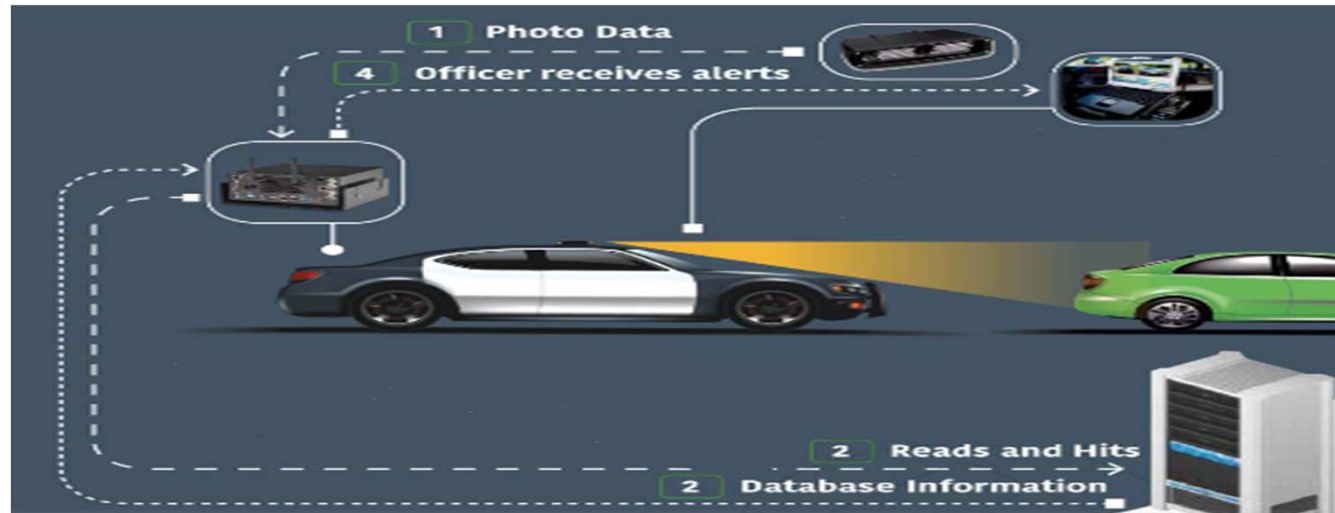 1 Photo Data
4 Officer receives alerts
2 Reads and Hits
2 Database Information